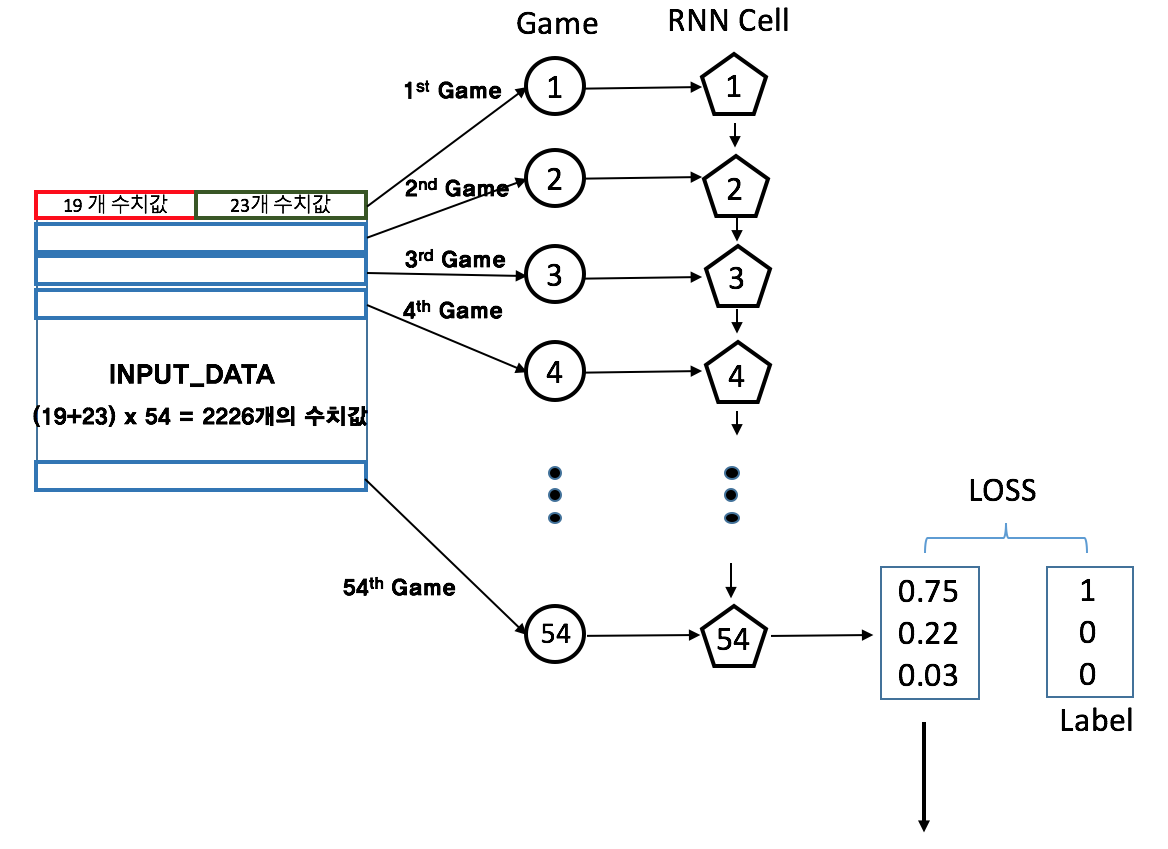 Game
RNN Cell
1st Game
1
1
2nd Game
2
2
19 개 수치값
23개 수치값
3rd Game
3
3
4th Game
4
4
INPUT_DATA
(19+23) x 54 = 2226개의 수치값
LOSS
54th Game
54
54
0.75
0.22
0.03
1
0
0
Label